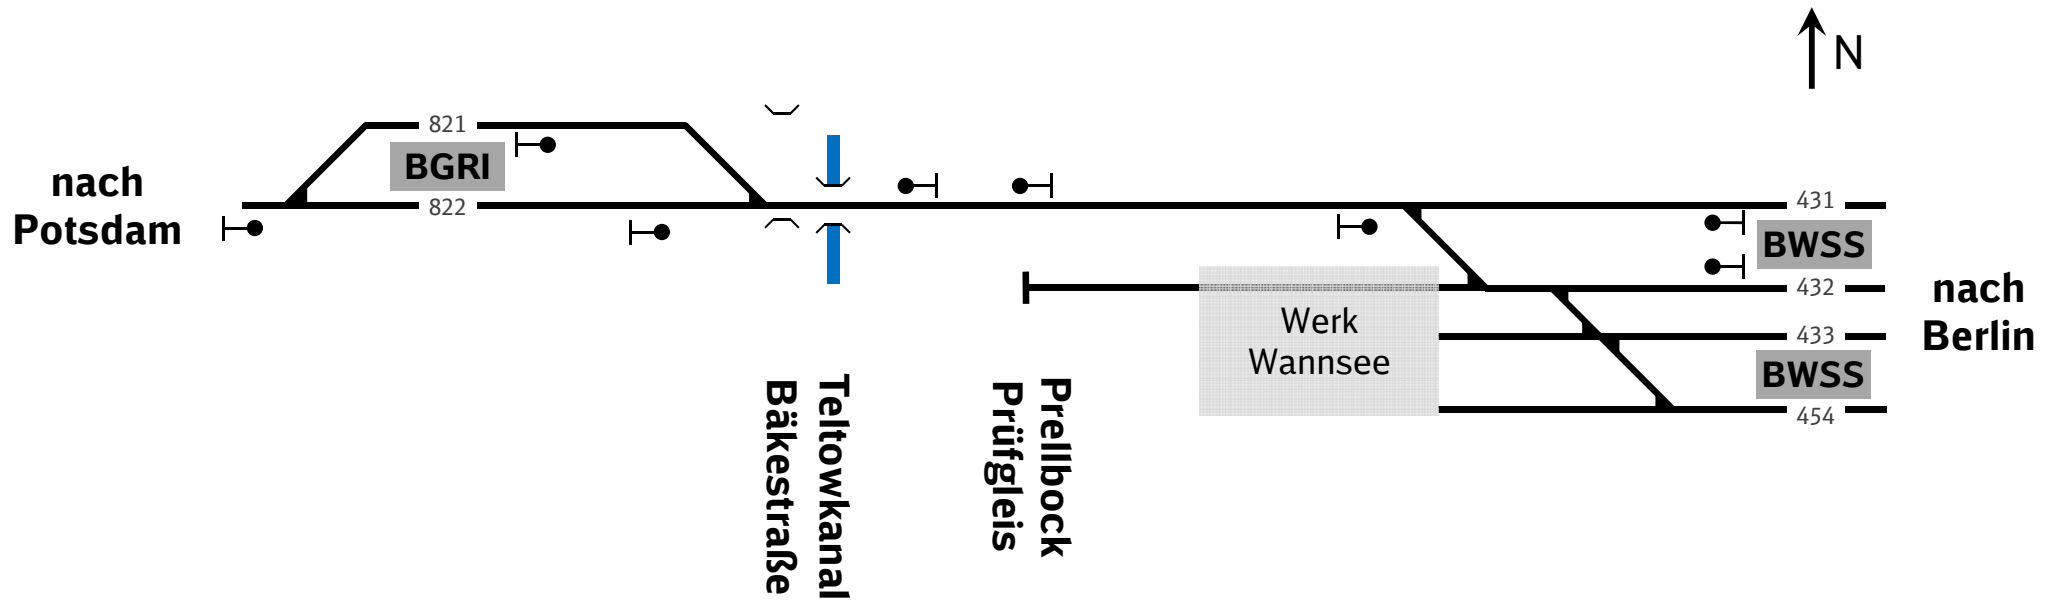 N
821
BGRI
822
nach
Potsdam
431
BWSS
432
433
BWSS
454
nach
Berlin
Werk
Wannsee
Teltowkanal
Bäkestraße
Prellbock
Prüfgleis